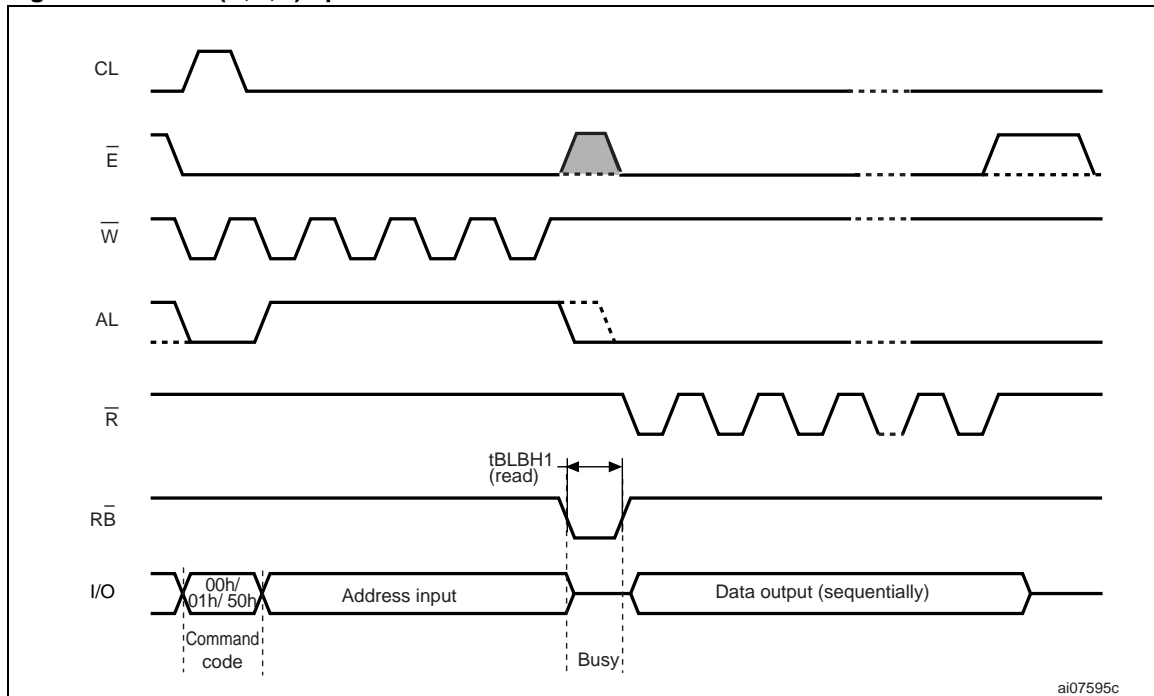 CL
E
W
AL
R
tBLBH1
(read)
RB
I/O
00h/
01h/ 50h
Address input
Data output (sequentially)
Command
code
Busy
ai07595c